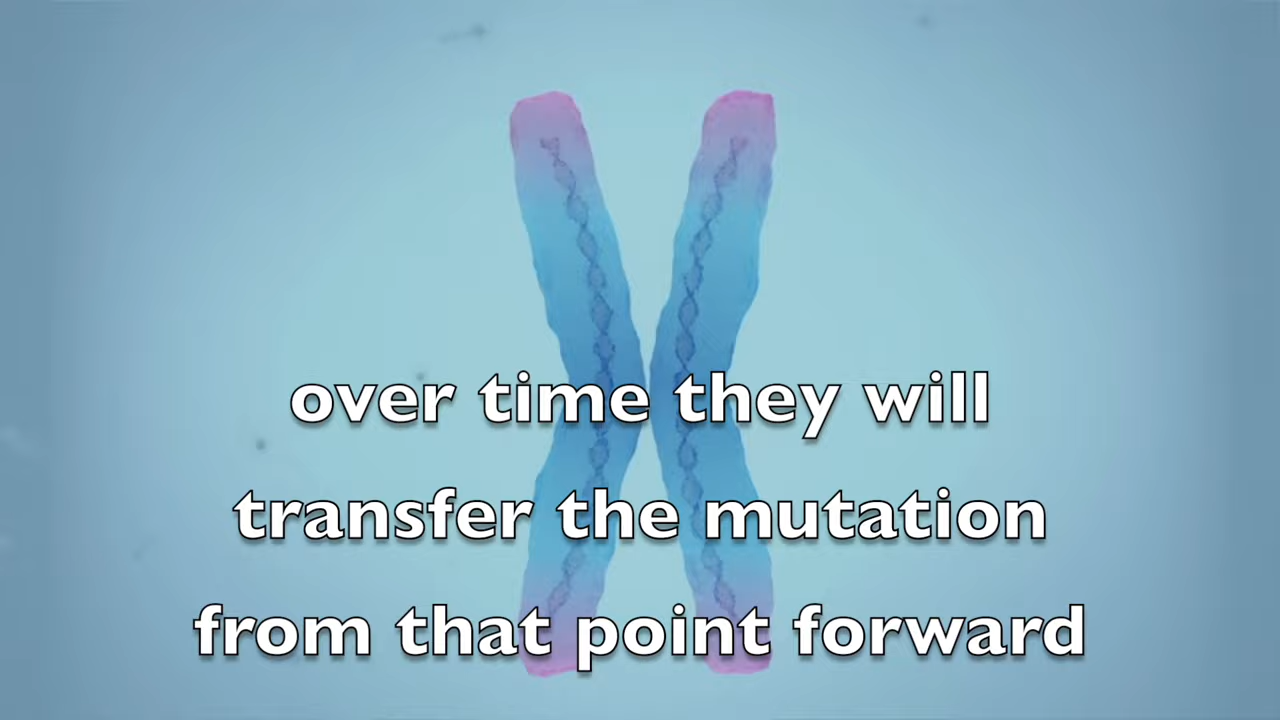 over time they will
transfer the mutation
from that point forward